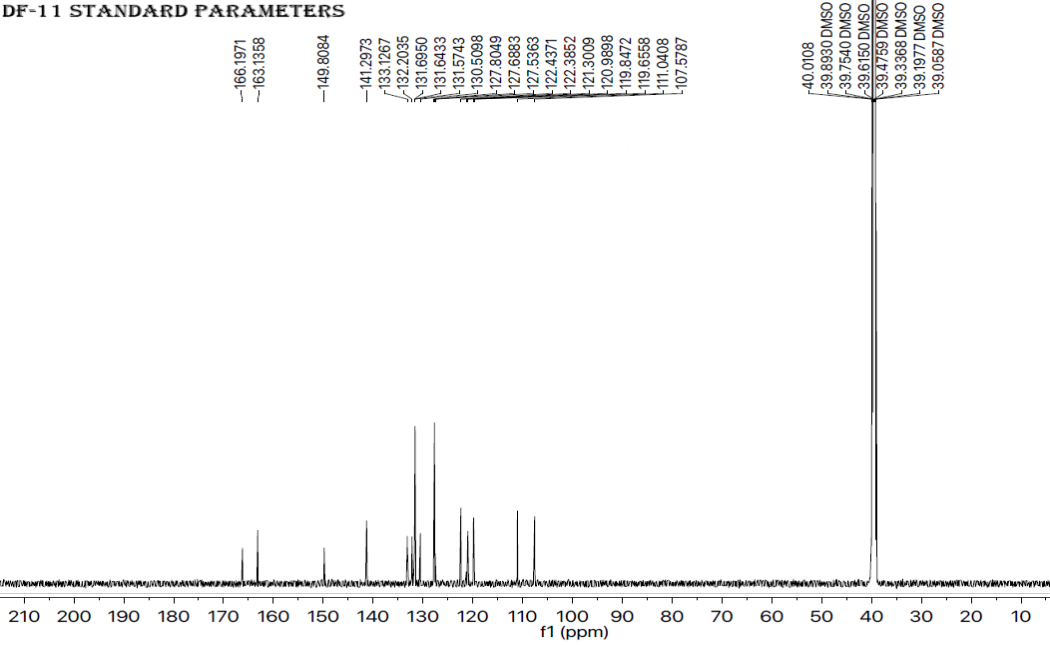 DF-11 STANDARD PARAMETERS
166.1971
163.1358
149.8084
141.2973
133.1267
132.2035
131.6950
131.6433
131.5743
130.5098
127.8049
127.6883
127.5363
122.4371
122.3852
121.3009
120.9898
119.8472
119.6558
111.0408
107.5787
40.0108
39.8930 DMSO
39.7540 DMSO
39.6150 DMSO
39.4759 DMSO
39.3368 DMSO
39.1977 DMSO
39.0587 DMSO
210 200 190 180 170 160 150 140 130 120 110 100 90 80 70 60 50 40 30 20 10
f1 (ppm)